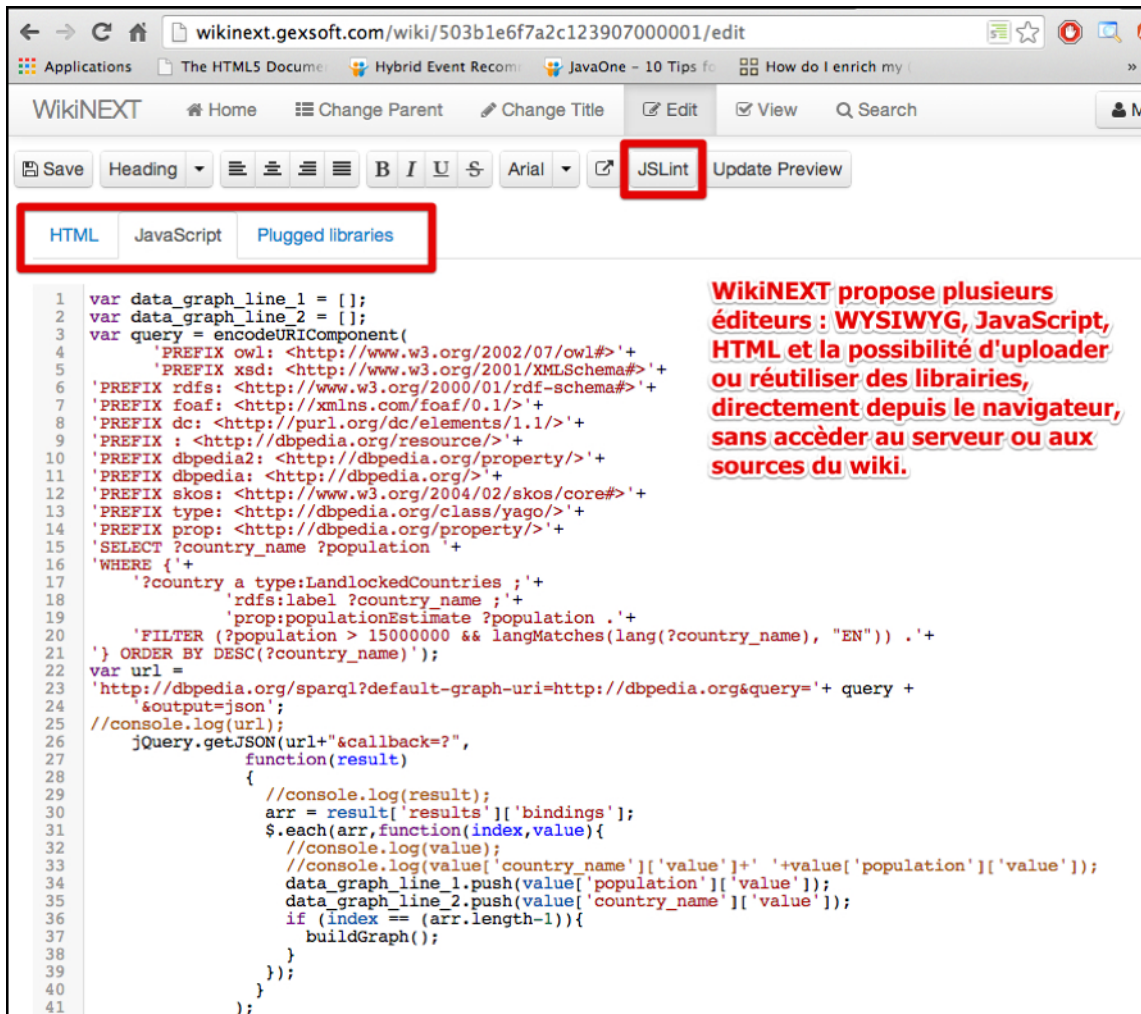 wikinext.gexsoft.com/wiki/503b1e6f7a2c123907000001/edit
Applications The HTML5 Docume Hybrid Event Recom JavaOne – 10 Tips fo How do I enrich my ( »
WikiNEXT Home Change Parent Change Title Edit View Search M
Save Heading B I U S Arial JSLint Update Preview
HTML JavaScript Plugged libraries
WikiNEXT propose plusieurs
éditeurs : WYSIWYG, JavaScript,
HTML et la possibilité d'uploader
ou réutiliser des librairies,
directement depuis le navigateur,
sans accèder au serveur ou aux
sources du wiki.
1 var data_graph_line_1 = [];
2 var data_graph_line_2 = [];
3 var query = encodeURIComponent(
4 'PREFIX owl: <http://www.w3.org/2002/07/owl#>'+
5 'PREFIX xsd: <http://www.w3.org/2001/XMLSchema#>'+
6 'PREFIX rdfs: <http://www.w3.org/2000/01/rdf-schema#>'+
7 'PREFIX foaf: <http://xmlns.com/foaf/0.1/>'+
8 'PREFIX dc: <http://purl.org/dc/elements/1.1/>'+
9 'PREFIX : <http://dbpedia.org/resource/>'+
10 'PREFIX dbpedia2: <http://dbpedia.org/property/>'+
11 'PREFIX dbpedia: <http://dbpedia.org/>'+
12 'PREFIX skos: <http://www.w3.org/2004/02/skos/core#>'+
13 'PREFIX type: <http://dbpedia.org/class/yago/>'+
14 'PREFIX prop: <http://dbpedia.org/property/>'+
15 'SELECT ?country_name ?population '+
16 'WHERE {'+
17 '?country a type:LandlockedCountries ;'+
18 'rdfs:label ?country_name ;'+
19 'prop:populationEstimate ?population .'+
20 'FILTER (?population > 15000000 && langMatches(lang(?country_name), "EN")) .'+
21 '} ORDER BY DESC(?country_name)');
22 var url =
23 'http://dbpedia.org/sparql?default-graph-uri=http://dbpedia.org&query='+ query +
24 '&output=json';
25 //console.log(url);
26 jQuery.getJSON(url+"&callback=?",
27 function(result)
28 {
29 //console.log(result);
30 arr = result['results']['bindings'];
31 $.each(arr,function(index,value){
32 //console.log(value);
33 //console.log(value['country_name']['value']+' '+value['population']['value']);
34 data_graph_line_1.push(value['population']['value']);
35 data_graph_line_2.push(value['country_name']['value']);
36 if (index == (arr.length-1)){
37 buildGraph();
38 }
39 });
40 }
41 );